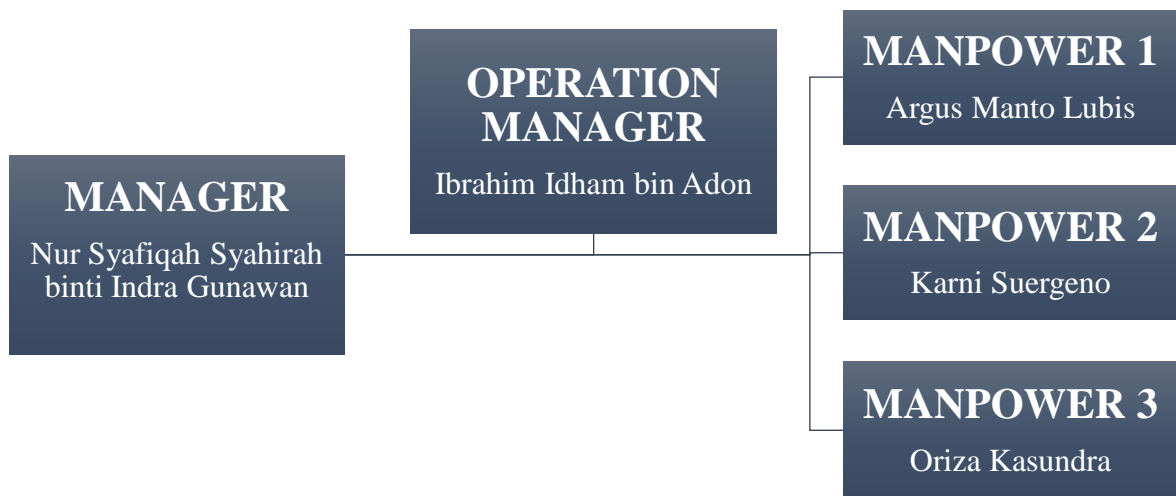 MANAGER
Nur Syafiqah Syahirah
binti Indra Gunawan
OPERATION
MANAGER
Ibrahim Idham bin Adon
MANPOWER 1
Argus Manto Lubis
MANPOWER 2
Karni Suergeno
MANPOWER 3
Oriza Kasundra